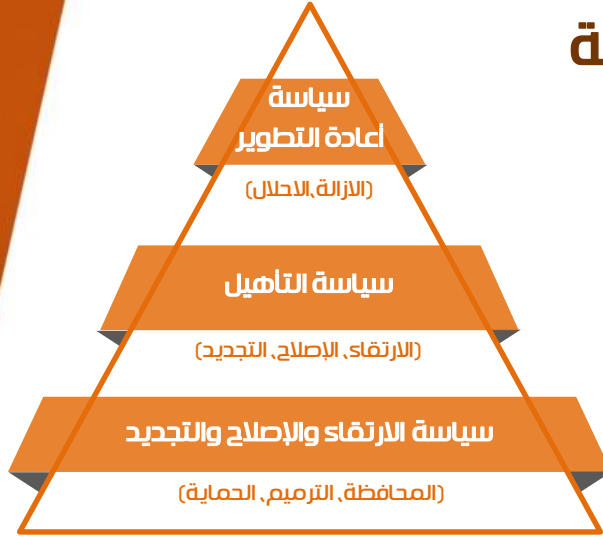 سياسة
أعادة التطوير
(الازالة،الاحلال)
سياسة التأهيل
(الارتقاء، الإصلاح، التجديد)
سياسة الارتقاء والإصلاح والتجديد
(المحافظة، الترميم، الحماية)